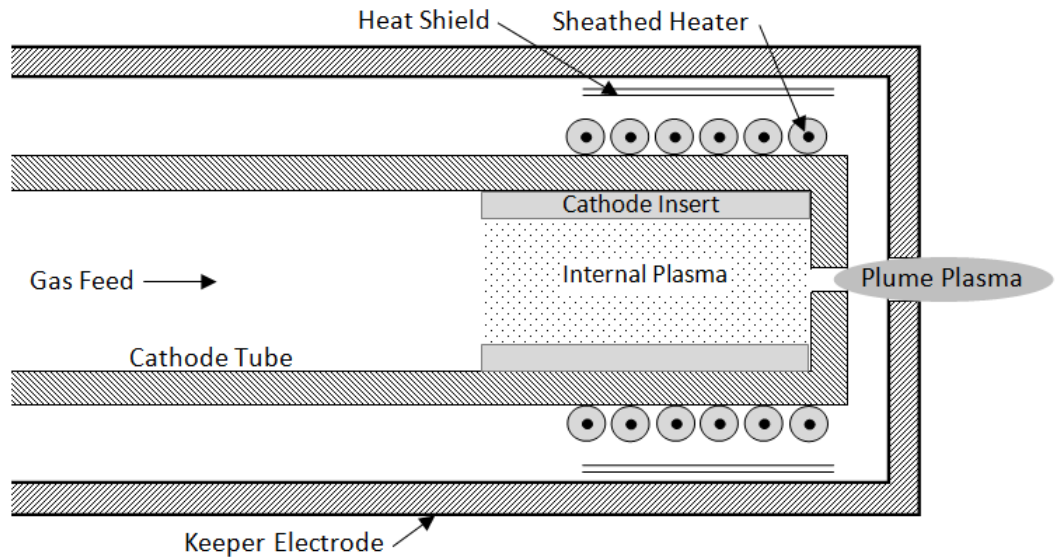 Heat Shield
Sheathed Heater
Cathode Insert
Internal Plasma
Gas Feed
Plume Plasma
Cathode Tube
Keeper Electrode